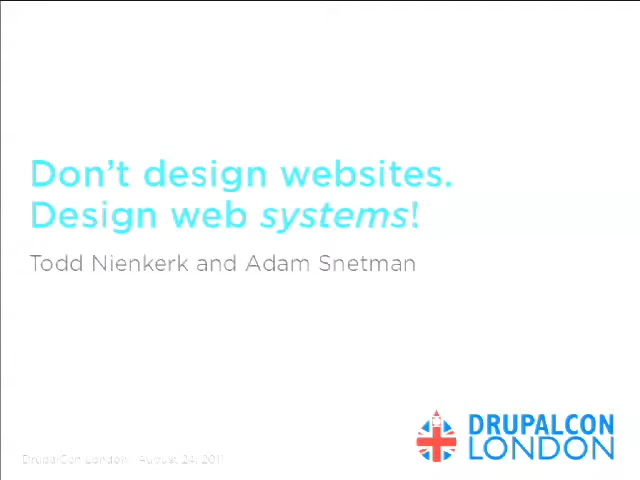 Don't design websites.
Design web systems!
Todd Nienkerk and Adam Snetman
DRUPALCON
LONDON
DrupalCon London August 24, 2011